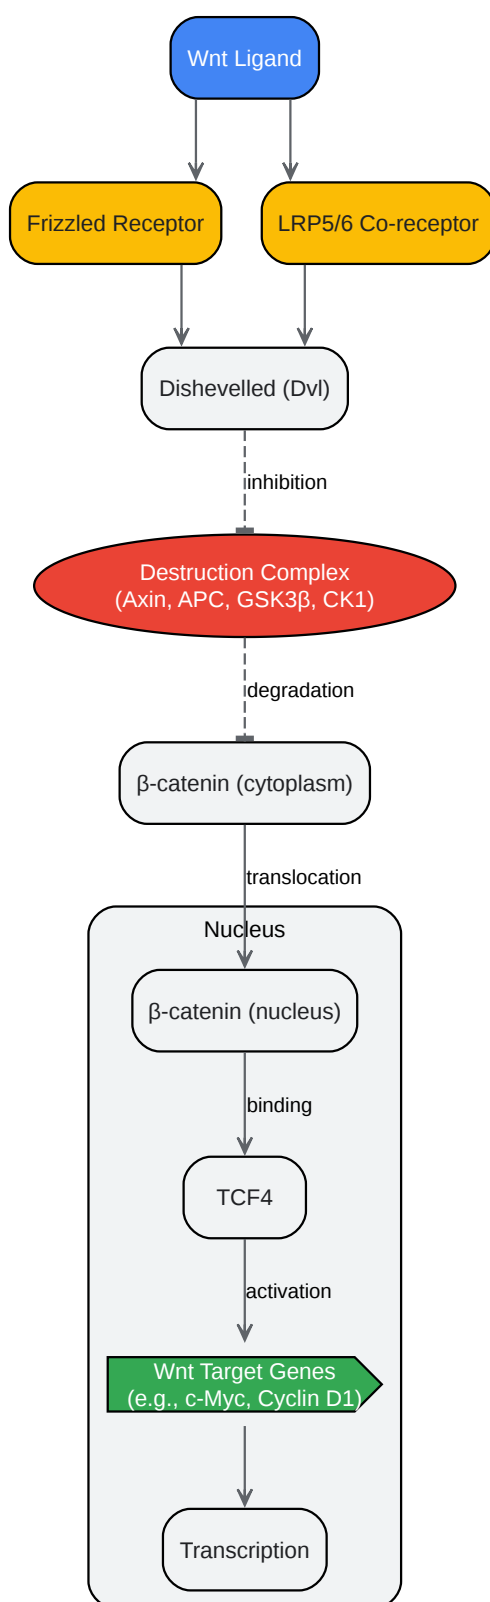 Wnt Ligand
Frizzled Receptor
LRP5/6 Co-receptor
Dishevelled (Dvl)
inhibition
Destruction Complex
(Axin, APC, GSK3β, CK1)
degradation
β-catenin (cytoplasm)
translocation
Nucleus
β-catenin (nucleus)
binding
TCF4
activation
Wnt Target Genes
(e.g., c-Myc, Cyclin D1)
Transcription